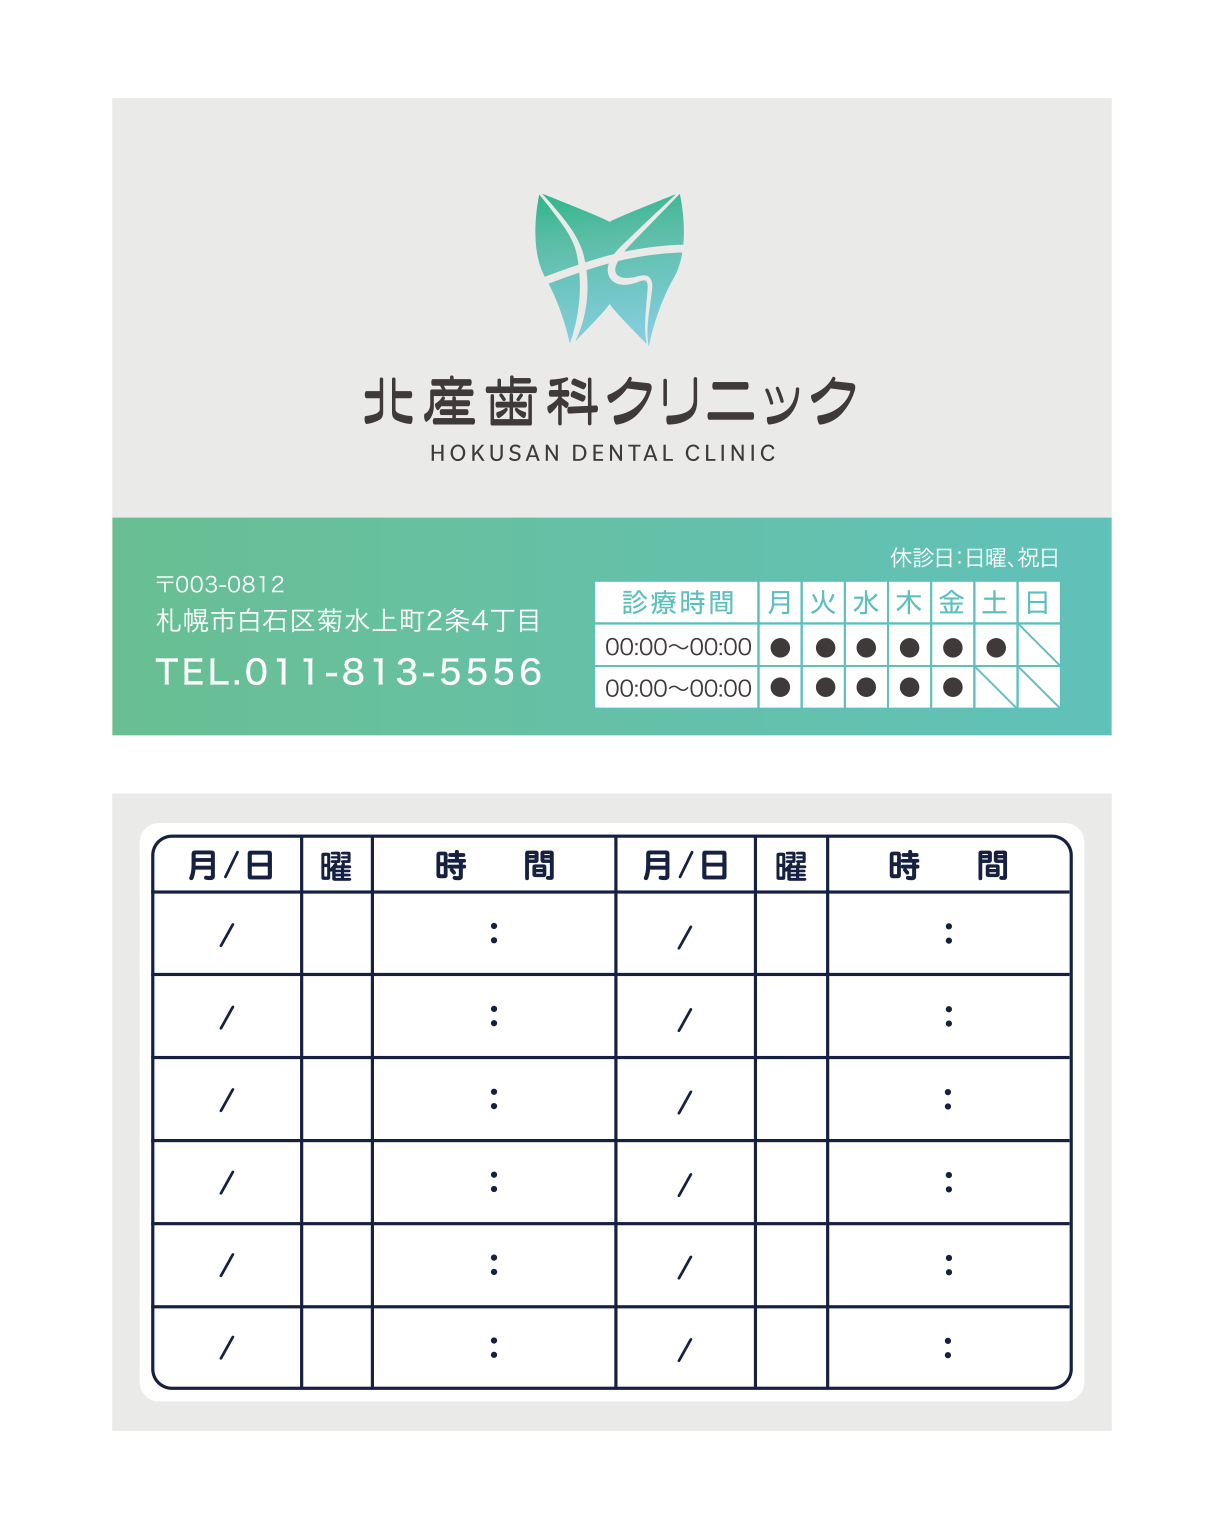 北産歯科クリニック
HOKUSAN DENTAL CLINIC
〒003-0812
札幌市白石区菊水上町2条4丁目
TEL.011-813-5556
休診日:日曜、祝日
診療時間 月 火 水 木 金 土 日
00:00〜00:00 ● ● ● ● ● ● \
00:00〜00:00 ● ● ● ● ● \ \
月/日 曜 時 間 月/日 曜 時 間
/ : / :
/ : / :
/ : / :
/ : / :
/ : / :
/ : / :